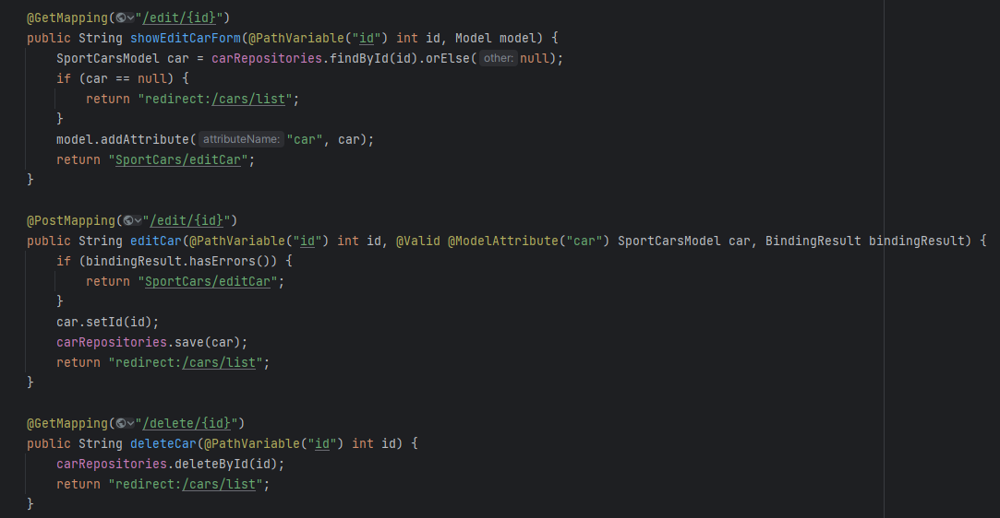 @GetMapping("/edit/{id}")
public String showEditCarForm(@PathVariable("id") int id, Model model) {
    SportCarsModel car = carRepositories.findById(id).orElse( other: null);
    if (car == null) {
        return "redirect:/cars/list";
    }
    model.addAttribute( attributeName: "car", car);
    return "SportCars/editCar";
}

@PostMapping("/edit/{id}")
public String editCar(@PathVariable("id") int id, @Valid @ModelAttribute("car") SportCarsModel car, BindingResult bindingResult) {
    if (bindingResult.hasErrors()) {
        return "SportCars/editCar";
    }
    car.setId(id);
    carRepositories.save(car);
    return "redirect:/cars/list";
}

@GetMapping("/delete/{id}")
public String deleteCar(@PathVariable("id") int id) {
    carRepositories.deleteById(id);
    return "redirect:/cars/list";
}